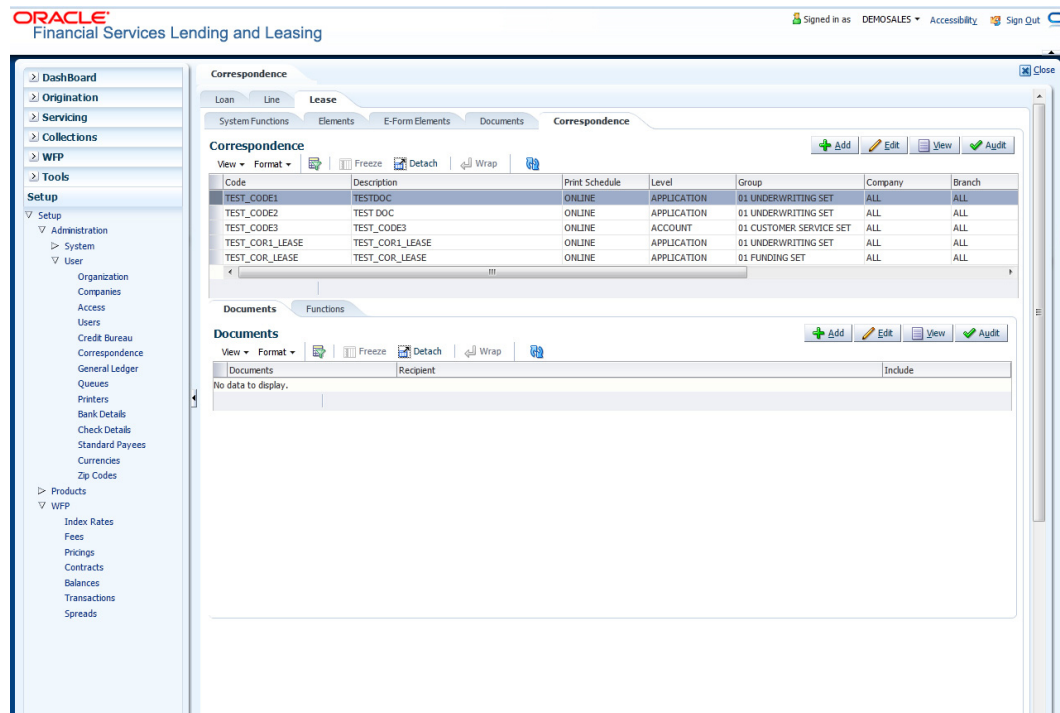 ORACLE
Financial Services Lending and Leasing
Signed in as DEMOSALES Accessibility Sign Out
Close
DashBoard
Origination
Servicing
Collections
WFP
Tools
Setup
Setup
Administration
System
User
Organization
Companies
Access
Users
Credit Bureau
Correspondence
General Ledger
Queues
Printers
Bank Details
Check Details
Standard Payees
Currencies
Zip Codes
Products
WFP
Index Rates
Fees
Pricings
Contracts
Balances
Transactions
Spreads
Correspondence
Loan Line Lease
System Functions Elements E-Form Elements Documents Correspondence
Correspondence
Add Edit View Audit
View Format Freeze Detach Wrap
Code Description Print Schedule Level Group Company Branch
TEST_CODE1 TESTDOC ONLINE APPLICATION 01 UNDERWRITING SET ALL ALL
TEST_CODE2 TEST DOC ONLINE APPLICATION 01 UNDERWRITING SET ALL ALL
TEST_CODE3 TEST_CODE3 ONLINE ACCOUNT 01 CUSTOMER SERVICE SET ALL ALL
TEST_COR1_LEASE TEST_COR1_LEASE ONLINE APPLICATION 01 UNDERWRITING SET ALL ALL
TEST_COR_LEASE TEST_COR_LEASE ONLINE APPLICATION 01 FUNDING SET ALL ALL
Documents Functions
Documents
Add Edit View Audit
View Format Freeze Detach Wrap
Documents Recipient Include
No data to display.